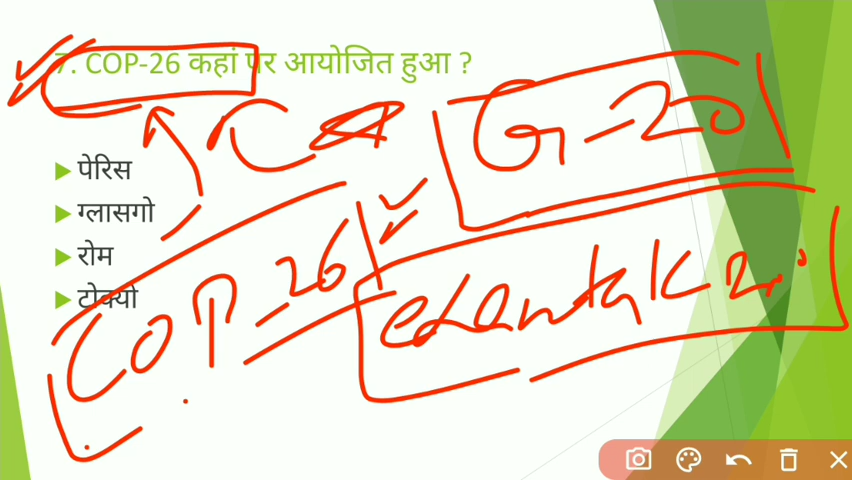 7. COP-26 कहां पर आयोजित हुआ ?
G-20
पेरिस
ग्लासगो
रोम
टोक्यो
COP-26